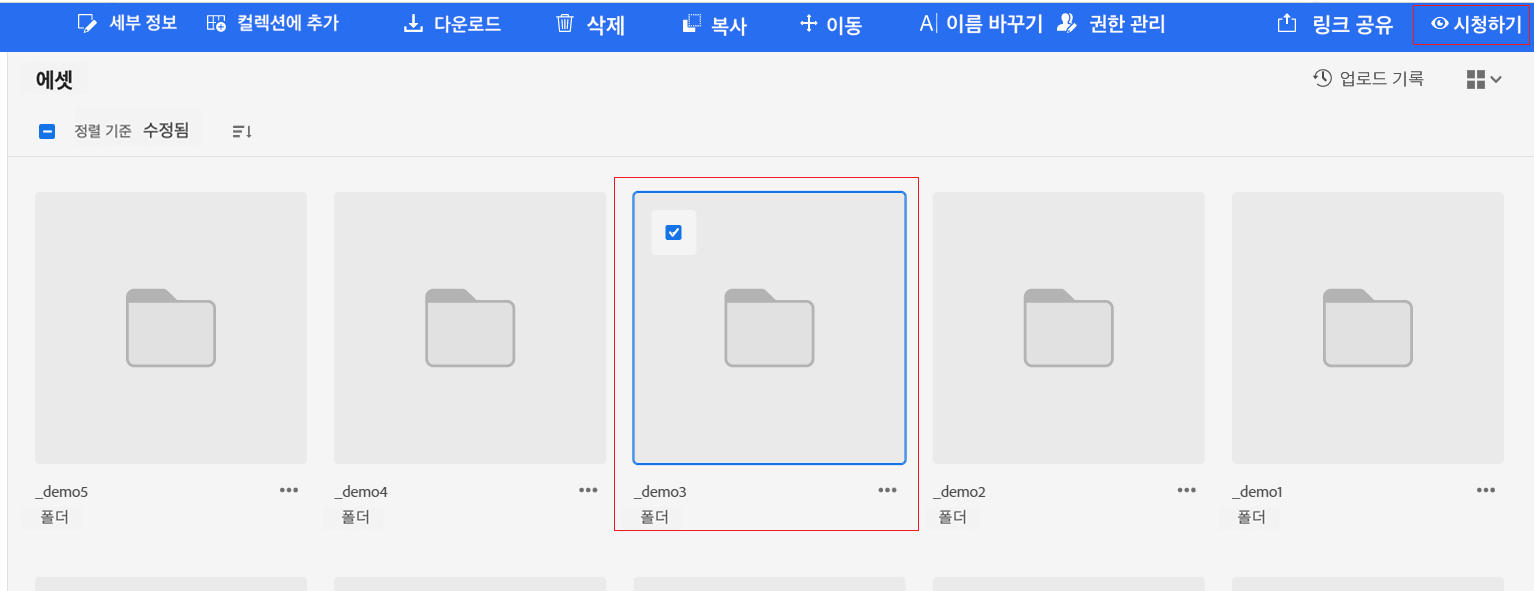 세부 정보 컬렉션에 추가 다운로드 삭제 복사 이동 이름 바꾸기 권한 관리 링크 공유 시청하기
에셋 업로드 기록
정렬 기준 수정됨
_demo5 _demo4 _demo3 _demo2 _demo1
폴더 폴더 폴더 폴더 폴더